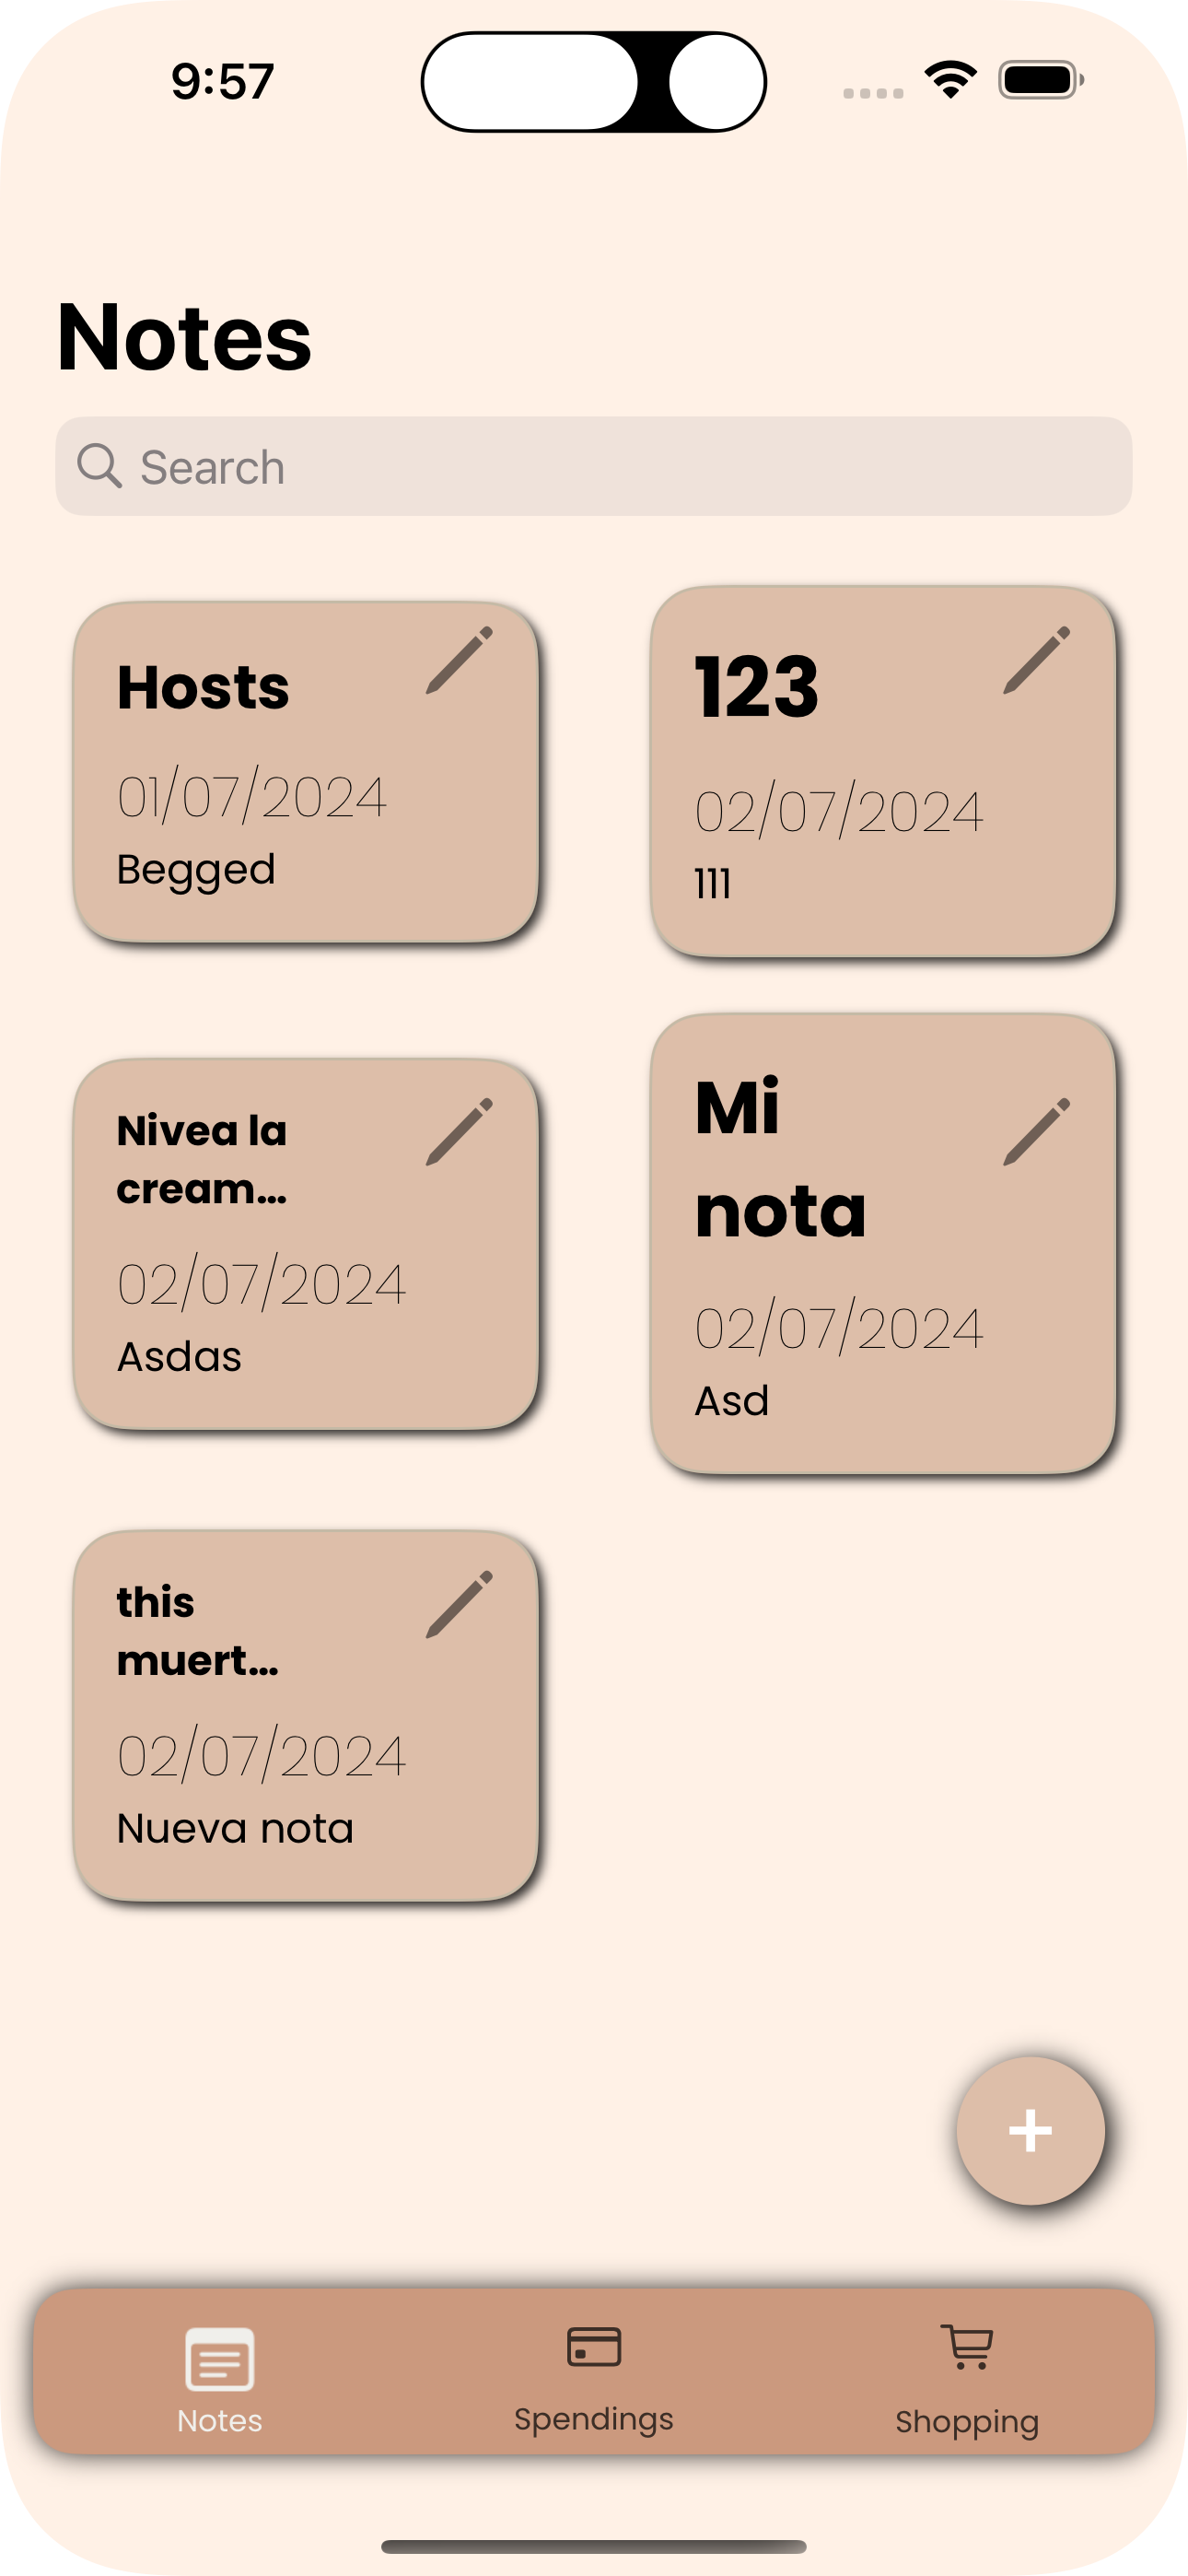 9:57
Notes
Search
Hosts
01/07/2024
Begged
123
02/07/2024
111
Nivea la
cream...
02/07/2024
Asdas
Mi
nota
02/07/2024
Asd
this
muert...
02/07/2024
Nueva nota
Notes
Spendings
Shopping